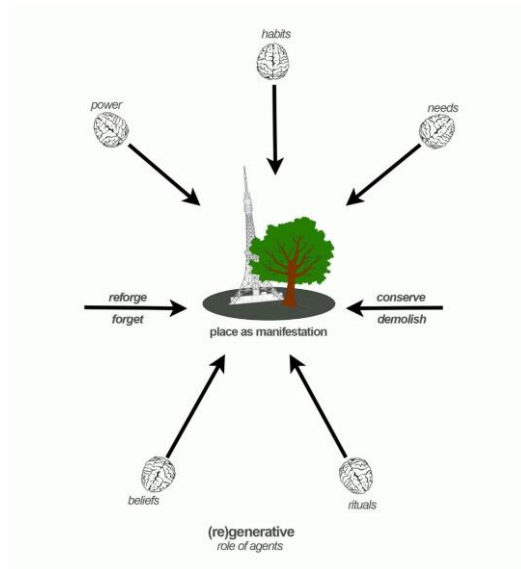 habits
power
needs
reforge
forget
conserve
demolish
place as manifestation
beliefs
rituals
(re)generative
role of agents